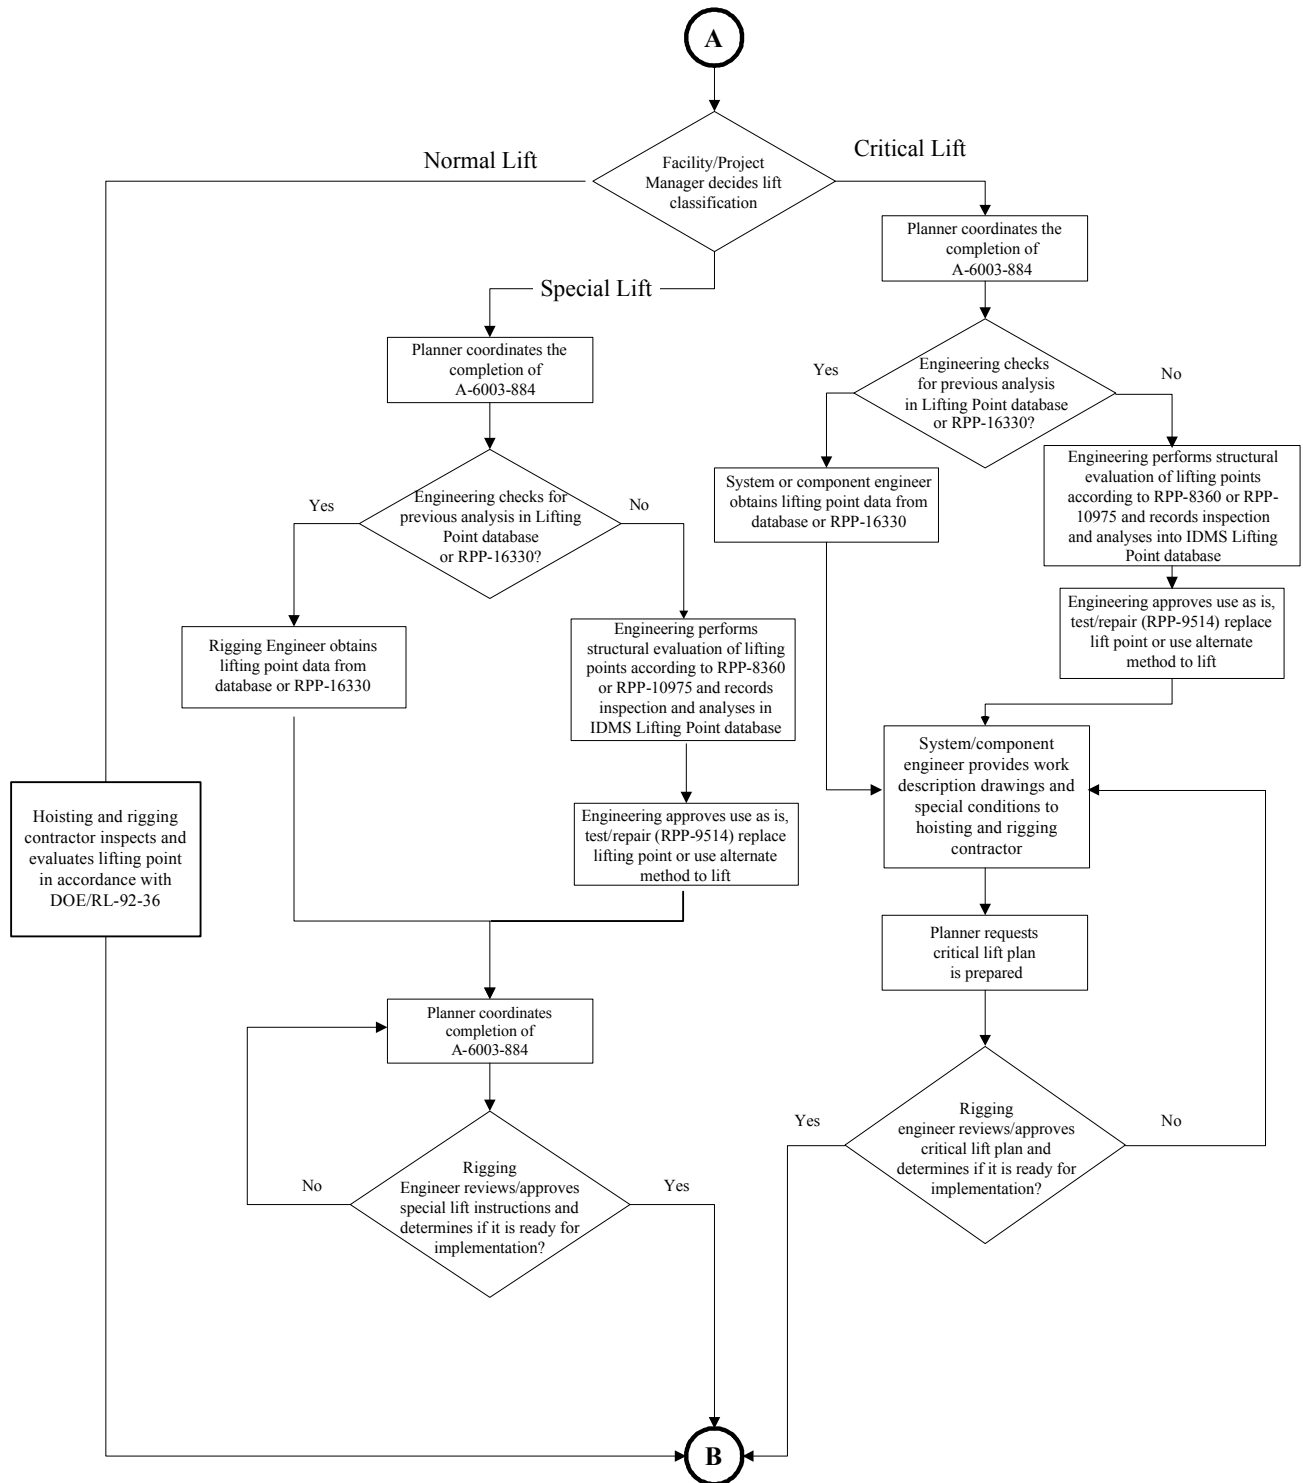 A
Normal Lift
Critical Lift
Facility/Project
Manager decides lift
classification
Planner coordinates the
completion of
A-6003-884
Special Lift
Planner coordinates the
completion of
A-6003-884
Engineering checks
for previous analysis
in Lifting Point database
or RPP-16330?
Yes
No
Engineering checks for
previous analysis in Lifting
Point database
or RPP-16330?
Yes
No
System or component engineer
obtains lifting point data from
database or RPP-16330
Engineering performs structural
evaluation of lifting points
according to RPP-8360 or RPP-
10975 and records inspection
and analyses into IDMS Lifting
Point database
Engineering approves use as is,
test/repair (RPP-9514) replace
lift point or use alternate
method to lift
Rigging Engineer obtains
lifting point data from
database or RPP-16330
Engineering performs
structural evaluation of lifting
points according to RPP-8360
or RPP-10975 and records
inspection and analyses in
IDMS Lifting Point database
System/component
engineer provides work
description drawings and
special conditions to
hoisting and rigging
contractor
Hoisting and rigging
contractor inspects and
evaluates lifting point
in accordance with
DOE/RL-92-36
Engineering approves use as is,
test/repair (RPP-9514) replace
lifting point or use alternate
method to lift
Planner requests
critical lift plan
is prepared
Planner coordinates
completion of
A-6003-884
Rigging
engineer reviews/approves
critical lift plan and
determines if it is ready for
implementation?
Yes
No
Rigging
Engineer reviews/approves
special lift instructions and
determines if it is ready for
implementation?
No
Yes
B